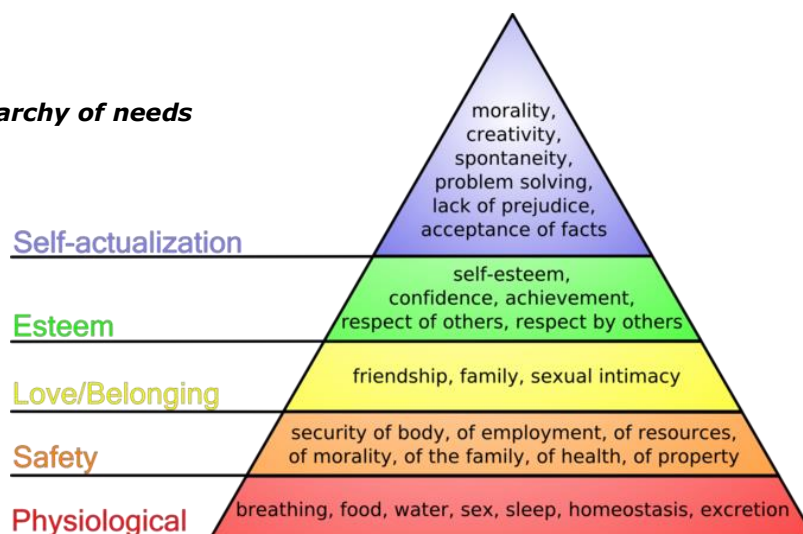 archy of needs
morality,
creativity,
spontaneity,
problem solving,
lack of prejudice,
acceptance of facts
Self-actualization
self-esteem,
confidence, achievement,
respect of others, respect by others
Esteem
friendship, family, sexual intimacy
Love/Belonging
security of body, of employment, of resources,
of morality, of the family, of health, of property
Safety
breathing, food, water, sex, sleep, homeostasis, excretion
Physiological